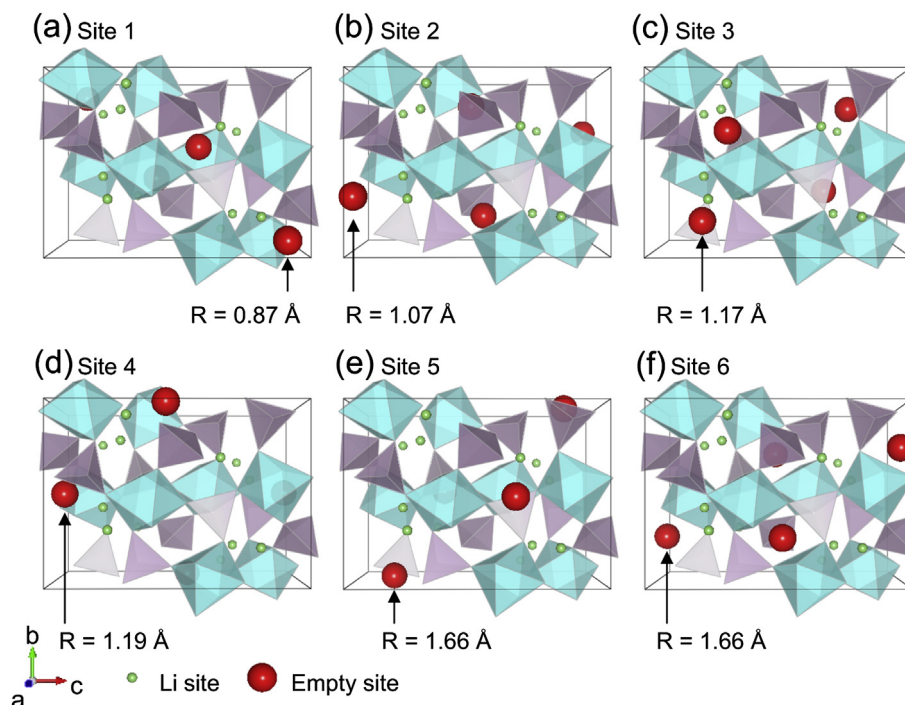 (a) Site 1
(b) Site 2
(c) Site 3
R = 0.87 Å
R = 1.07 Å
R = 1.17 Å
(d) Site 4
(e) Site 5
(f) Site 6
R = 1.19 Å
R = 1.66 Å
R = 1.66 Å
b
c
a
Li site
Empty site